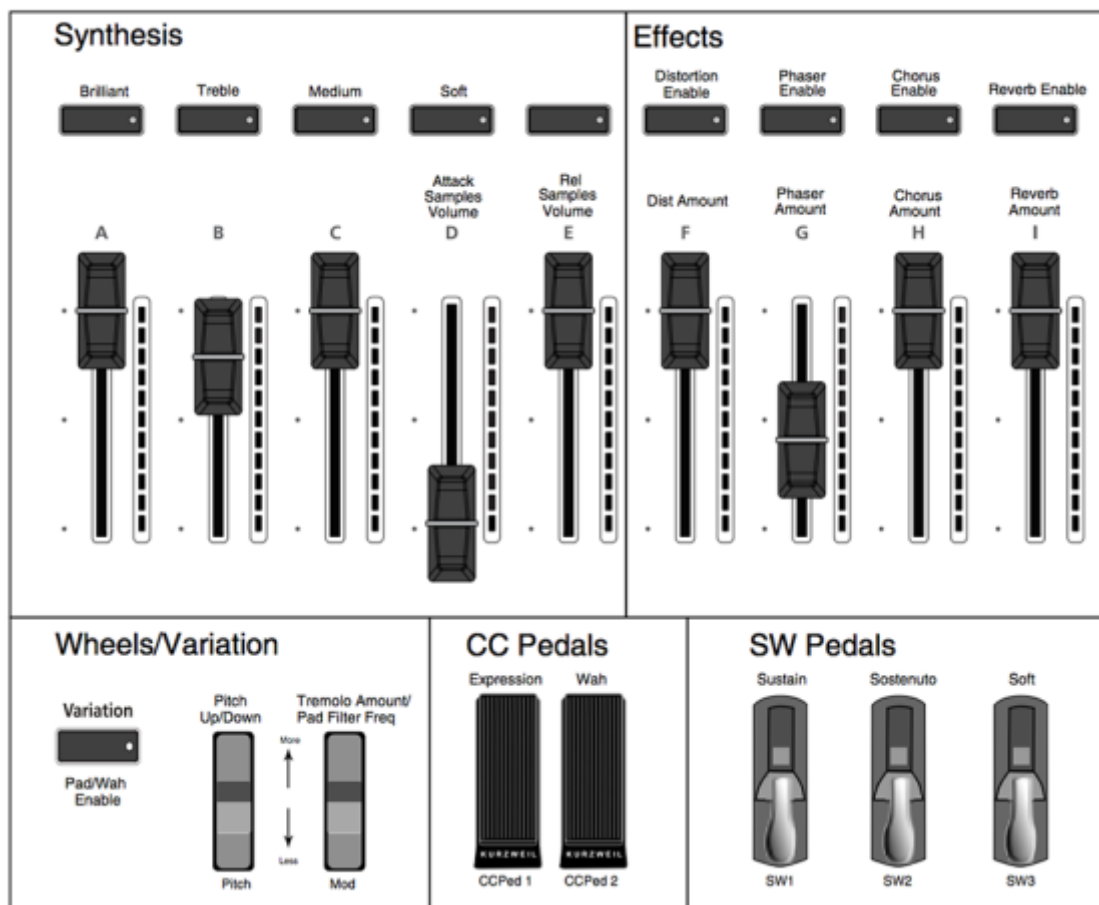 Synthesis
Brilliant
Treble
Medium
Soft
Attack
Samples
Volume
Rel
Samples
Volume
A
B
C
D
E
Effects
Distortion
Enable
Phaser
Enable
Chorus
Enable
Reverb Enable
Dist Amount
Phaser
Amount
Chorus
Amount
Reverb
Amount
F
G
H
I
Wheels/Variation
Variation
Pad/Wah
Enable
Pitch
Up/Down
More
Less
Pitch
Tremolo Amount/
Pad Filter Freq
Mod
CC Pedals
Expression
Wah
KURZWEIL
KURZWEIL
CCPed 1
CCPed 2
SW Pedals
Sustain
Sostenuto
Soft
SW1
SW2
SW3